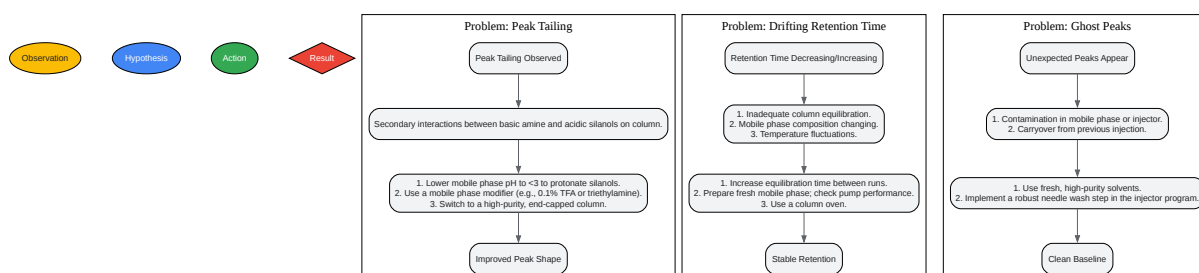 Observation
Hypothesis
Action
Result
Problem: Peak Tailing
Peak Tailing Observed
Secondary interactions between basic amine and acidic silanols on column.
1. Lower mobile phase pH to <3 to protonate silanols.
2. Use a mobile phase modifier (e.g., 0.1% TFA or triethylamine).
3. Switch to a high-purity, end-capped column.
Improved Peak Shape
Problem: Drifting Retention Time
Retention Time Decreasing/Increasing
1. Inadequate column equilibration.
2. Mobile phase composition changing.
3. Temperature fluctuations.
1. Increase equilibration time between runs.
2. Prepare fresh mobile phase; check pump performance.
3. Use a column oven.
Stable Retention
Problem: Ghost Peaks
Unexpected Peaks Appear
1. Contamination in mobile phase or injector.
2. Carryover from previous injection.
1. Use fresh, high-purity solvents.
2. Implement a robust needle wash step in the injector program.
Clean Baseline